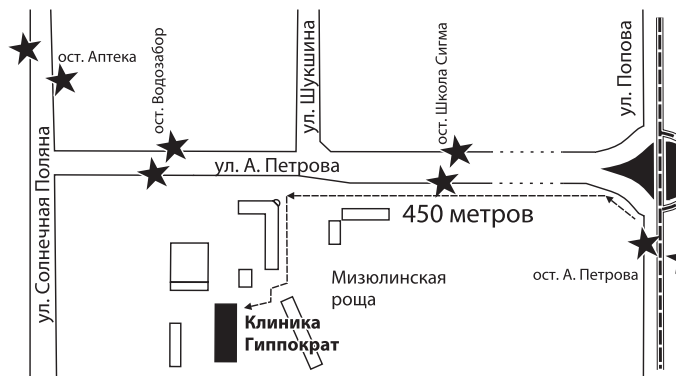 ост. Аптека
ост. Водозабор
ул. Шукшина
ост. Школа Сигма
ул. Попова
ул. Солнечная Поляна
ул. А. Петрова
450 метров
ост. А. Петрова
Мизюлинская
роща
Клиника
Гиппократ